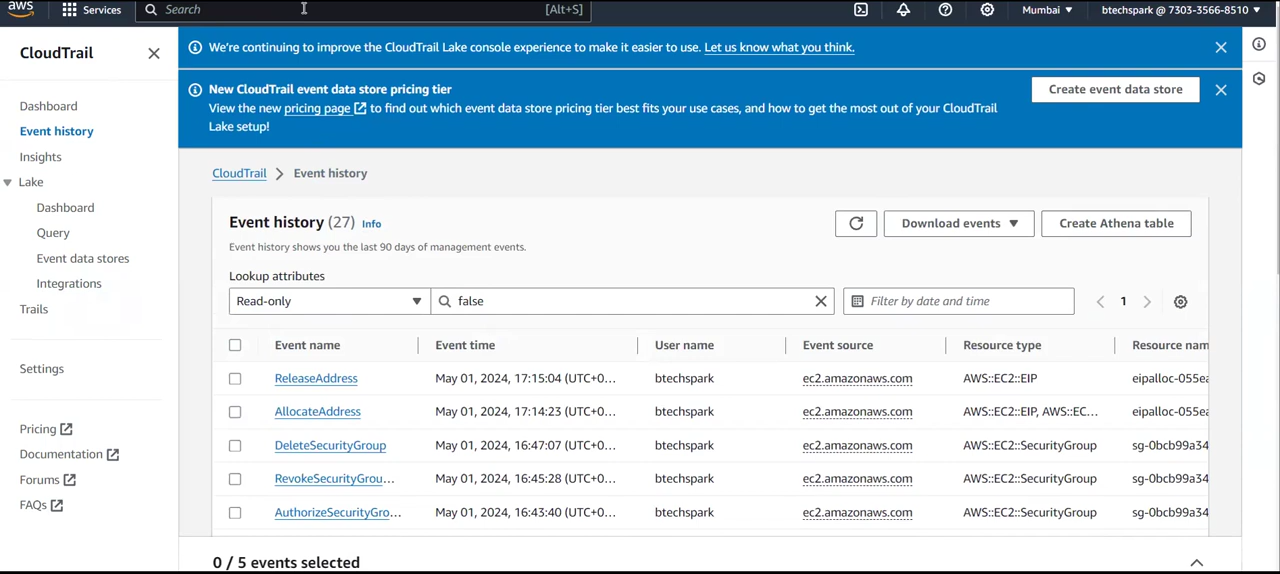 aws
Services
Search
[Alt+S]
Mumbai
btechspark @ 7303-3566-8510
CloudTrail
Dashboard
Event history
Insights
Lake
Dashboard
Query
Event data stores
Integrations
Trails
Settings
Pricing
Documentation
Forums
FAQs
We're continuing to improve the CloudTrail Lake console experience to make it easier to use. Let us know what you think.
New CloudTrail event data store pricing tier
View the new pricing page to find out which event data store pricing tier best fits your use cases, and how to get the most out of your CloudTrail
Lake setup!
Create event data store
CloudTrail > Event history
Event history (27) Info
Event history shows you the last 90 days of management events.
Download events
Create Athena table
Lookup attributes
Read-only
false
Filter by date and time
1
Event name Event time User name Event source Resource type Resource nam
ReleaseAddress May 01, 2024, 17:15:04 (UTC+0... btechspark ec2.amazonaws.com AWS::EC2::EIP eipalloc-055ea
AllocateAddress May 01, 2024, 17:14:23 (UTC+0... btechspark ec2.amazonaws.com AWS::EC2::EIP, AWS::EC... eipalloc-055ea
DeleteSecurityGroup May 01, 2024, 16:47:07 (UTC+0... btechspark ec2.amazonaws.com AWS::EC2::SecurityGroup sg-0bcb99a34
RevokeSecurityGrou... May 01, 2024, 16:45:28 (UTC+0... btechspark ec2.amazonaws.com AWS::EC2::SecurityGroup sg-0bcb99a34
AuthorizeSecurityGro... May 01, 2024, 16:43:40 (UTC+0... btechspark ec2.amazonaws.com AWS::EC2::SecurityGroup sg-0bcb99a34
0 / 5 events selected